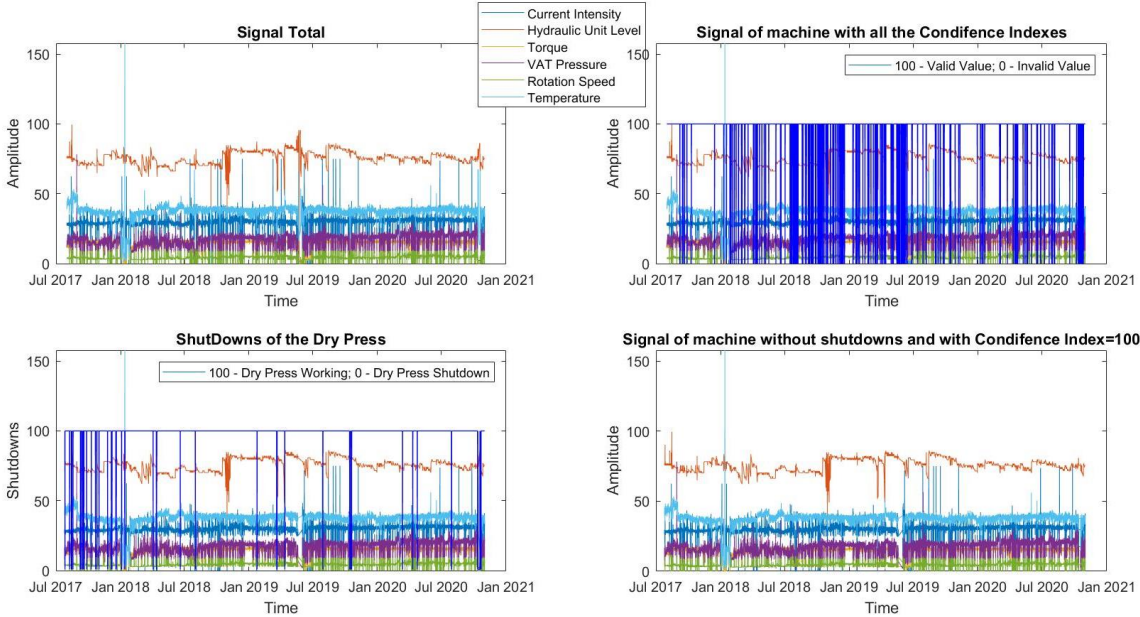 Signal Total
Current Intensity
Hydraulic Unit Level
Torque
VAT Pressure
Rotation Speed
Temperature
Amplitude
150
100
50
0
Jul 2017 Jan 2018 Jul 2018 Jan 2019 Jul 2019 Jan 2020 Jul 2020 Jan 2021
Time
Signal of machine with all the Condifence Indexes
100 - Valid Value; 0 - Invalid Value
Amplitude
150
100
50
0
Jul 2017 Jan 2018 Jul 2018 Jan 2019 Jul 2019 Jan 2020 Jul 2020 Jan 2021
Time
ShutDowns of the Dry Press
100 - Dry Press Working; 0 - Dry Press Shutdown
Shutdowns
150
100
50
0
Jul 2017 Jan 2018 Jul 2018 Jan 2019 Jul 2019 Jan 2020 Jul 2020 Jan 2021
Time
Signal of machine without shutdowns and with Condifence Index=100
Amplitude
150
100
50
0
Jul 2017 Jan 2018 Jul 2018 Jan 2019 Jul 2019 Jan 2020 Jul 2020 Jan 2021
Time